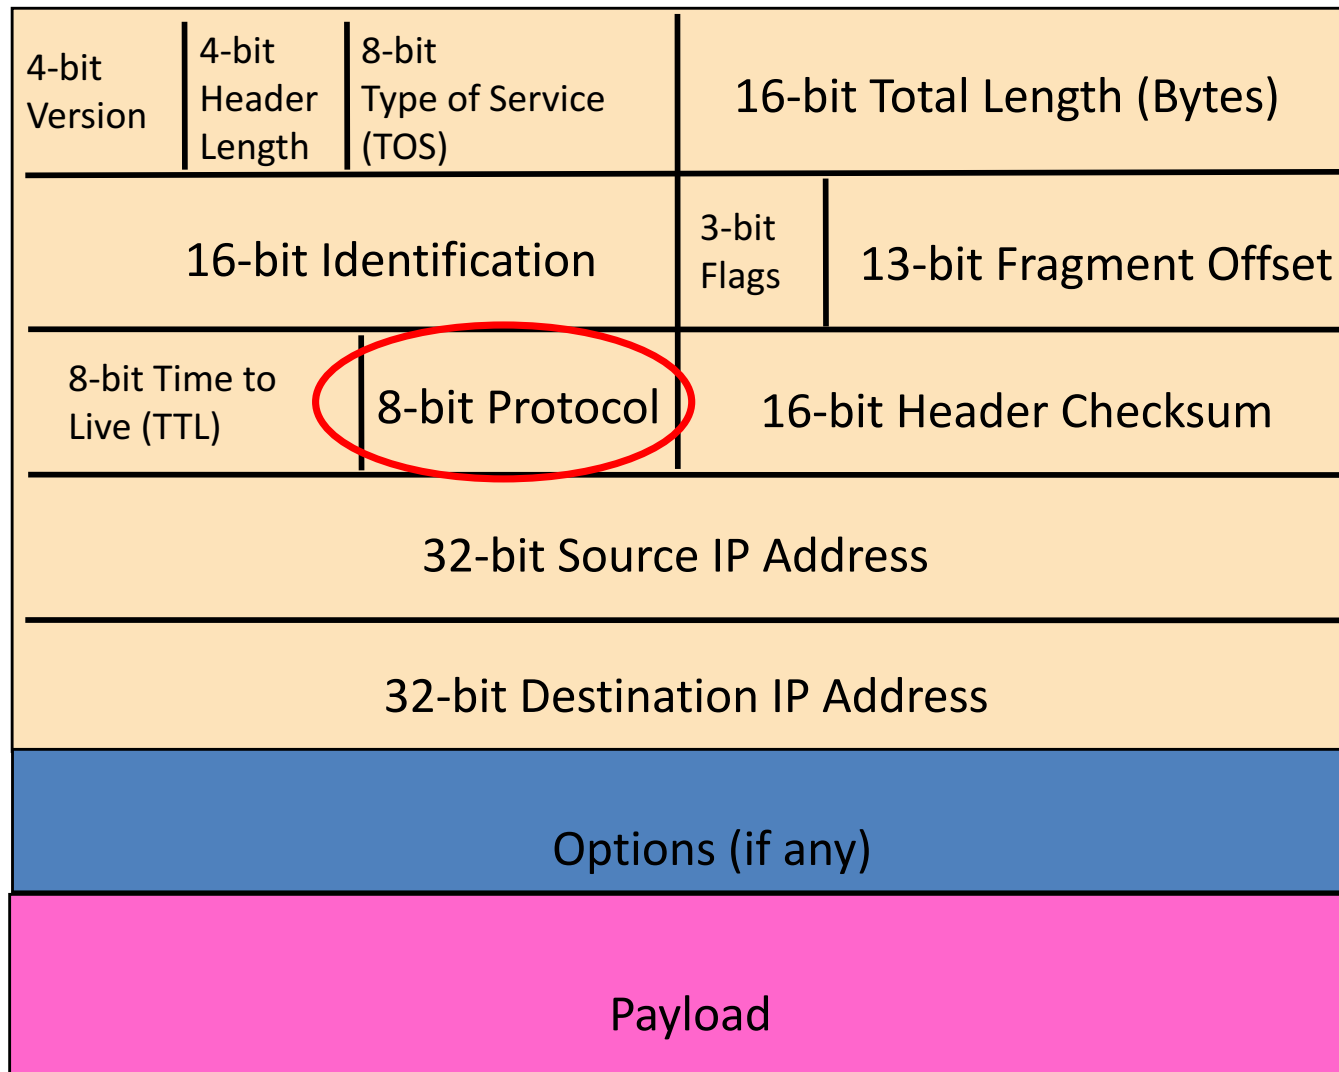 4-bit
Version
4-bit
Header
Length
8-bit
Type of Service
(TOS)
16-bit Total Length (Bytes)
16-bit Identification
3-bit
Flags
13-bit Fragment Offset
8-bit Time to
Live (TTL)
8-bit Protocol
16-bit Header Checksum
32-bit Source IP Address
32-bit Destination IP Address
Options (if any)
Payload